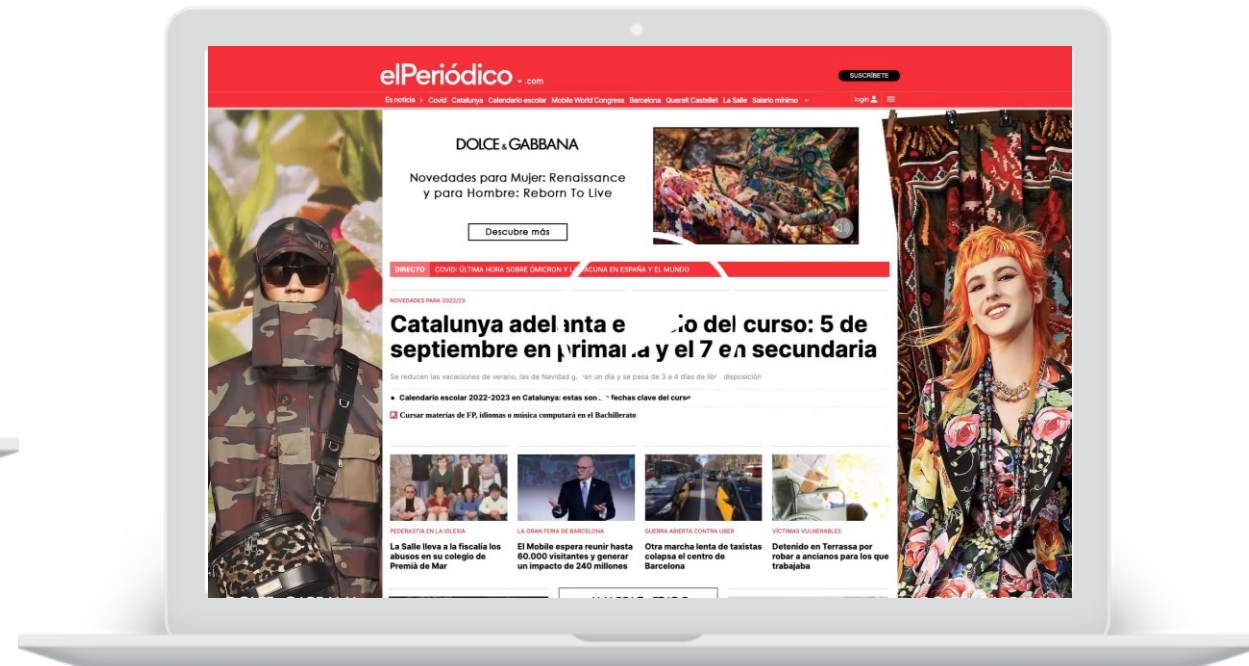 elPeriódico .com
SUSCRÍBETE
Es noticia Covid Catalunya Calendario escolar Mobile World Congress Barcelona Queralt Castellet La Salle Salario mínimo
login
DOLCE & GABBANA
Novedades para Mujer: Renaissance
y para Hombre: Reborn To Live
Descubre más
DIRECTO COVID: ÚLTIMA HORA SOBRE ÓMICRON Y ACUNA EN ESPAÑA Y EL MUNDO
NOVEDADES PARA 2022/23
Catalunya adelanta del curso: 5 de
septiembre en primaria y el 7 en secundaria
Se reducen las vacaciones de verano, las de Navidad un día y se pasa de 3 a 4 días de disposición
• Calendario escolar 2022-2023 en Catalunya: estas son fechas clave del curso
Cursar materias de FP, idiomas o música computará en el Bachillerato
PEDERASTIA EN LA IGLESIA
La Salle lleva a la fiscalía los
abusos en su colegio de
Premià de Mar
LA GRAN FERIA DE BARCELONA
El Mobile espera reunir hasta
60.000 visitantes y generar
un impacto de 240 millones
GUERRA ABIERTA CONTRA UBER
Otra marcha lenta de taxistas
colapsa el centro de
Barcelona
VÍCTIMAS VULNERABLES
Detenido en Terrassa por
robar a ancianos para los que
trabajaba